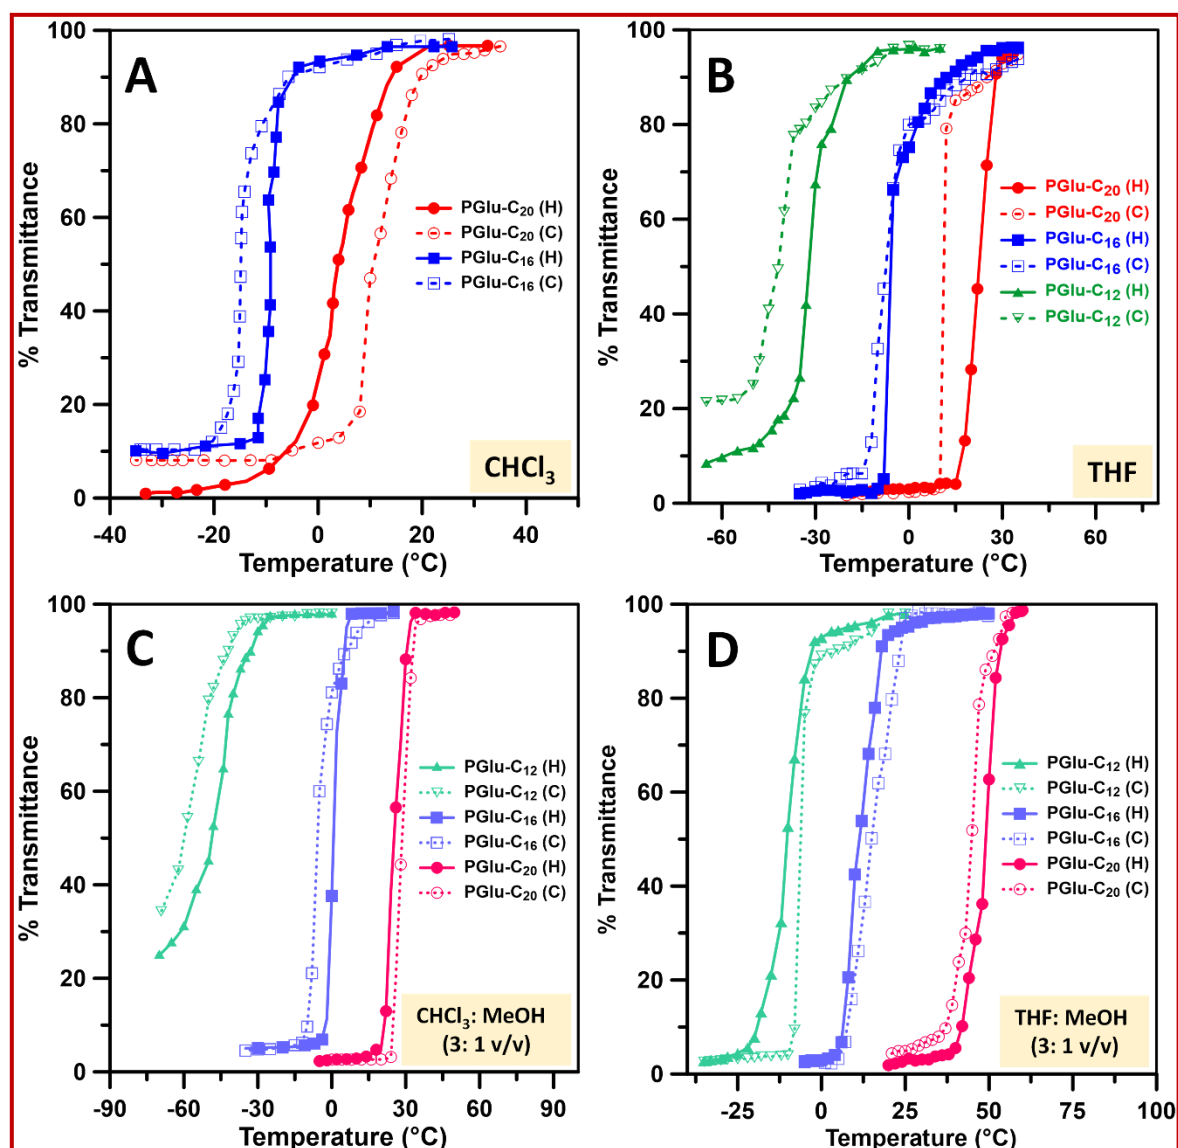 A
% Transmittance
100
80
60
40
20
0
-40
-20
0
20
40
Temperature (°C)
PGlu-C20 (H)
PGlu-C20 (C)
PGlu-C16 (H)
PGlu-C16 (C)
CHCl3
B
% Transmittance
100
80
60
40
20
0
-60
-30
0
30
60
Temperature (°C)
PGlu-C20 (H)
PGlu-C20 (C)
PGlu-C16 (H)
PGlu-C16 (C)
PGlu-C12 (H)
PGlu-C12 (C)
THF
C
% Transmittance
100
80
60
40
20
0
-90
-60
-30
0
30
60
90
Temperature (°C)
PGlu-C12 (H)
PGlu-C12 (C)
PGlu-C16 (H)
PGlu-C16 (C)
PGlu-C20 (H)
PGlu-C20 (C)
CHCl3: MeOH
(3: 1 v/v)
D
% Transmittance
100
80
60
40
20
0
-25
0
25
50
75
100
Temperature (°C)
PGlu-C12 (H)
PGlu-C12 (C)
PGlu-C16 (H)
PGlu-C16 (C)
PGlu-C20 (H)
PGlu-C20 (C)
THF: MeOH
(3: 1 v/v)